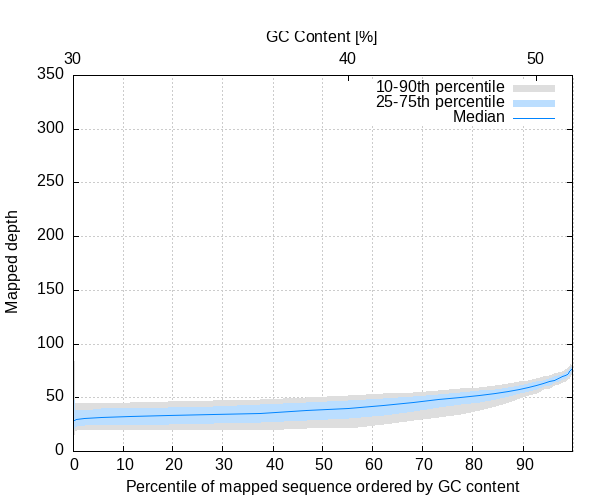 GC Content [%]
30 40 50
350
300
250
200
150
100
50
0
Mapped depth
10-90th percentile
25-75th percentile
Median
0 10 20 30 40 50 60 70 80 90
Percentile of mapped sequence ordered by GC content